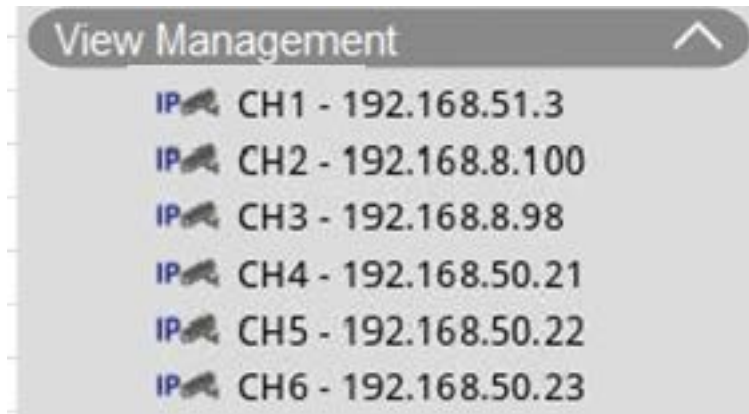 View Management
IP CH1 - 192.168.51.3
IP CH2 - 192.168.8.100
IP CH3 - 192.168.8.98
IP CH4 - 192.168.50.21
IP CH5 - 192.168.50.22
IP CH6 - 192.168.50.23